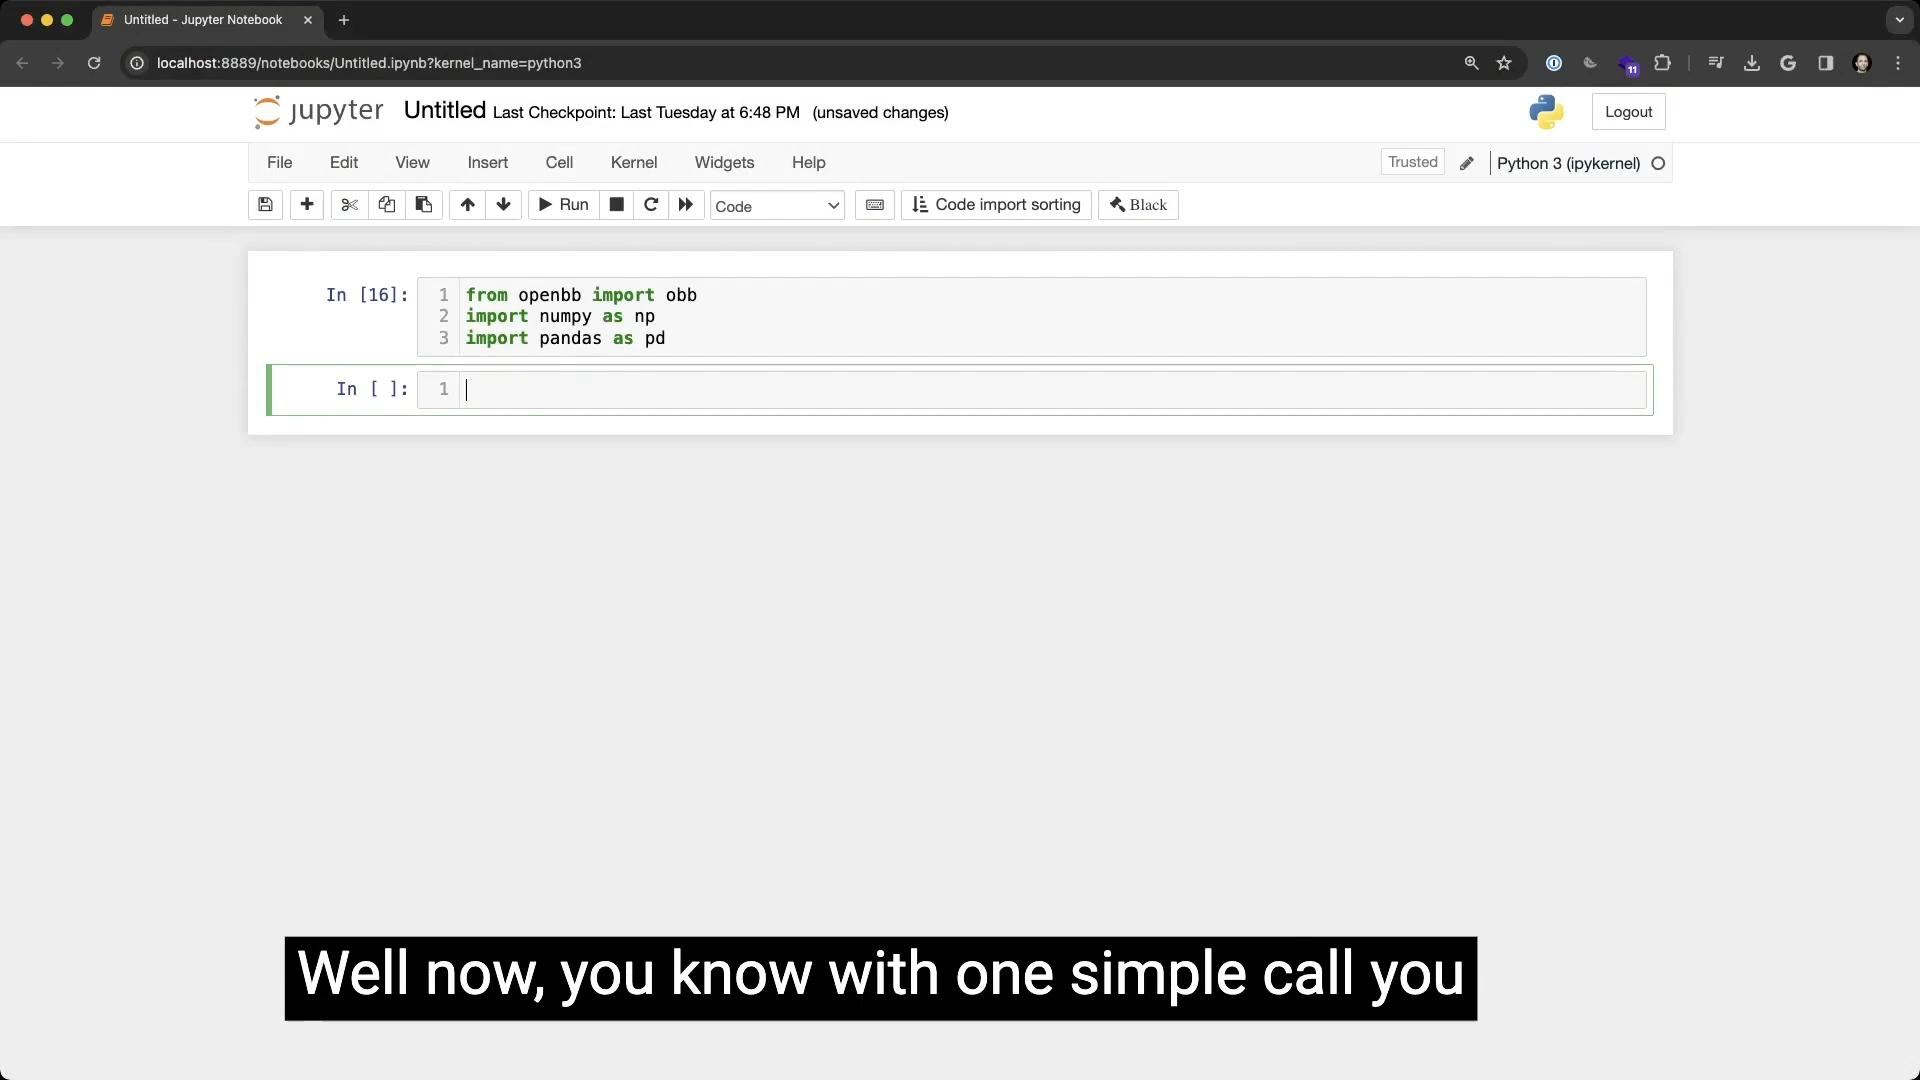 Untitled - Jupyter Notebook
localhost:8889/notebooks/Untitled.ipynb?kernel_name=python3
11
jupyter Untitled Last Checkpoint: Last Tuesday at 6:48 PM (unsaved changes)
Logout
File Edit View Insert Cell Kernel Widgets Help
Trusted Python 3 (ipykernel)
Run Code Code import sorting Black
In [16]: 1 from openbb import obb
2 import numpy as np
3 import pandas as pd
In [ ]: 1
Well now, you know with one simple call you